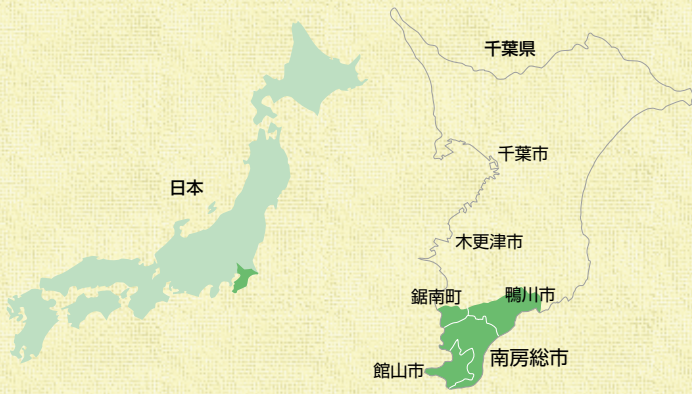 千葉県
千葉市
日本
木更津市
鋸南町
鴨川市
南房総市
館山市